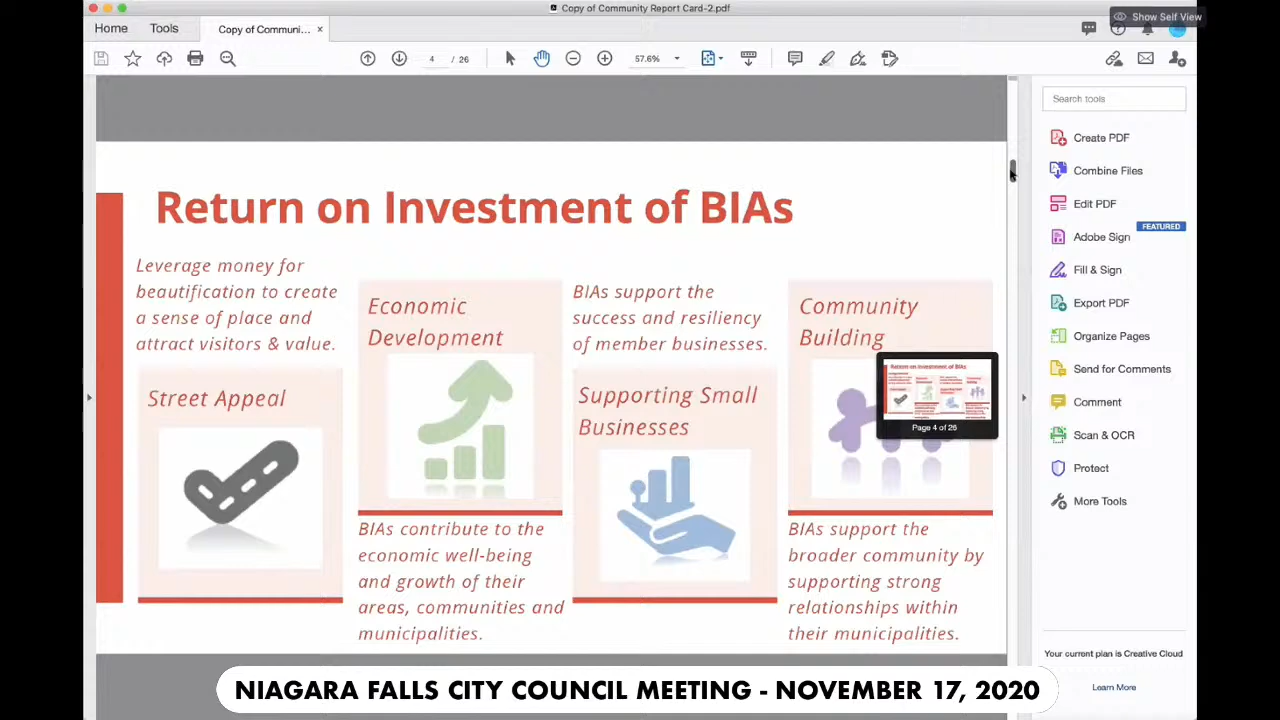 Copy of Community Report Card-2.pdf
Show Self View
Home
Tools
Copy of Communi...
4
/ 26
57.6%
Return on Investment of BIAs
Leverage money for
beautification to create
a sense of place and
attract visitors & value.
Street Appeal
Economic
Development
BIAs contribute to the
economic well-being
and growth of their
areas, communities and
municipalities.
BIAs support the
success and resiliency
of member businesses.
Supporting Small
Businesses
Community
Building
BIAs support the
broader community by
supporting strong
relationships within
their municipalities.
Return on Investment of BIAs
Page 4 of 26
Search tools
Create PDF
Combine Files
Edit PDF
FEATURED
Adobe Sign
Fill & Sign
Export PDF
Organize Pages
Send for Comments
Comment
Scan & OCR
Protect
More Tools
Your current plan is Creative Cloud
Learn More
NIAGARA FALLS CITY COUNCIL MEETING - NOVEMBER 17, 2020